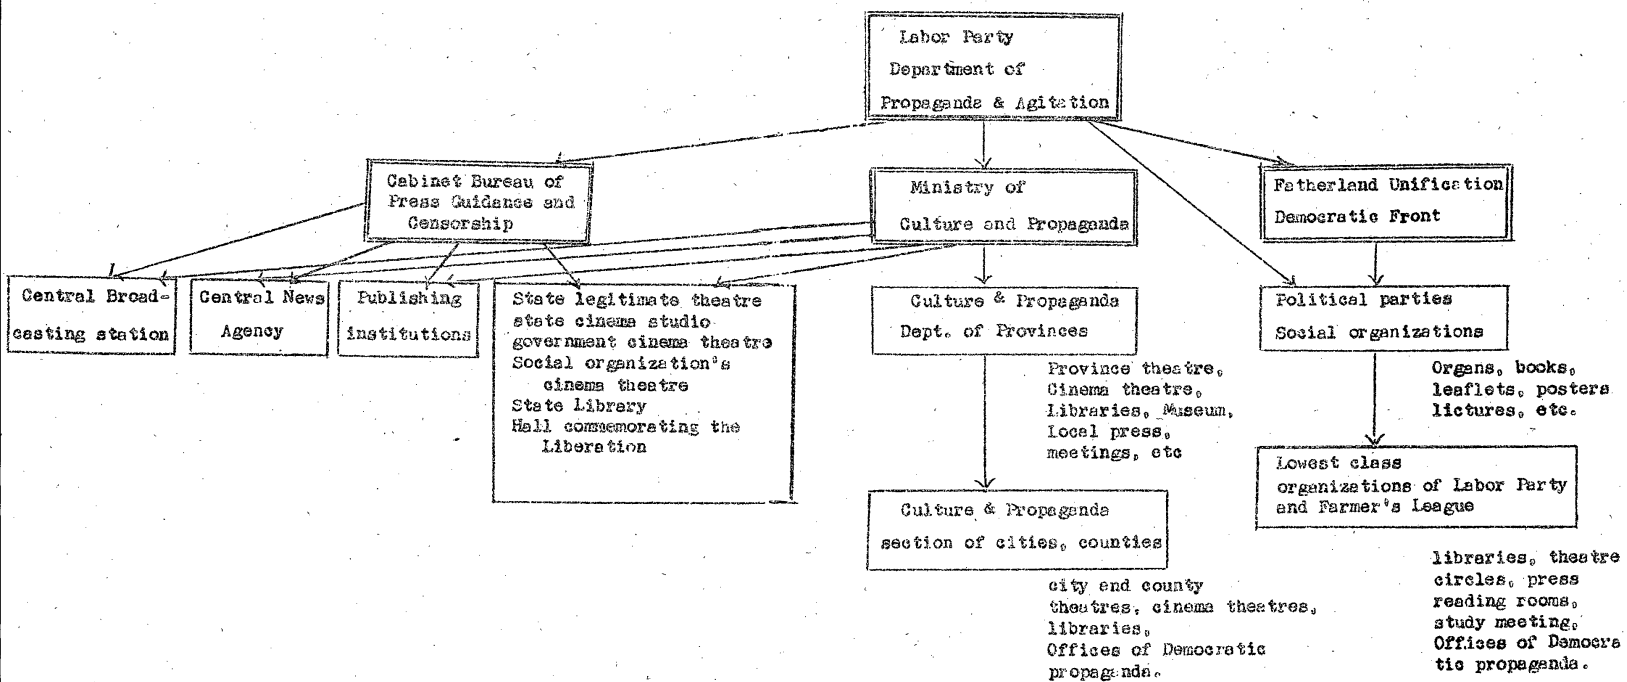 Labor Party
Department of
Propaganda & Agitation
Cabinet Bureau of
Press Guidance and
Censorship
Ministry of
Culture and Propaganda
Fatherland Unification
Democratic Front
Central Broad-
casting station
Central News
Agency
Publishing
institutions
State legitimate theatre
state cinema studio
government cinema theatre
Social organization's
cinema theatre
State Library
Hall commemorating the
Liberation
Culture & Propaganda
Dept. of Provinces
Political parties
Social organizations
Province theatre,
Cinema theatre,
Libraries, Museum,
Local press,
meetings, etc
Organs, books,
leaflets, posters
lictures, etc.
Culture & Propaganda
section of cities, counties
Lowest class
organizations of Labor Party
and Farmer's League
city end county
theatres, cinema theatres,
libraries,
Offices of Democratic
propaganda.
libraries, theatre
circles, press
reading rooms,
study meeting,
Offices of Democra
tic propaganda.